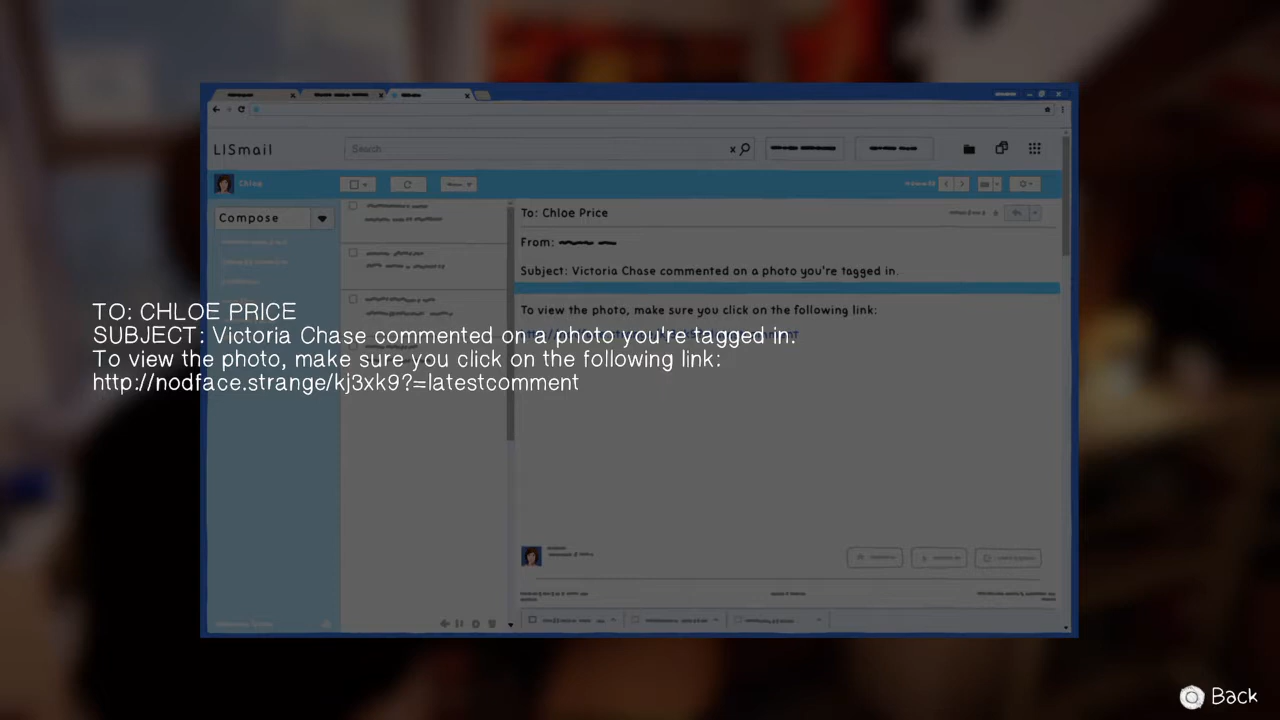 LISmail
Search
x
Chloe
Compose
To: Chloe Price
From:
Subject: Victoria Chase commented on a photo you're tagged in.
To view the photo, make sure you click on the following link:
TO: CHLOE PRICE
SUBJECT: Victoria Chase commented on a photo you're tagged in.
To view the photo, make sure you click on the following link:
http://nodface.strange/kj3xk9?=latestcomment
Back